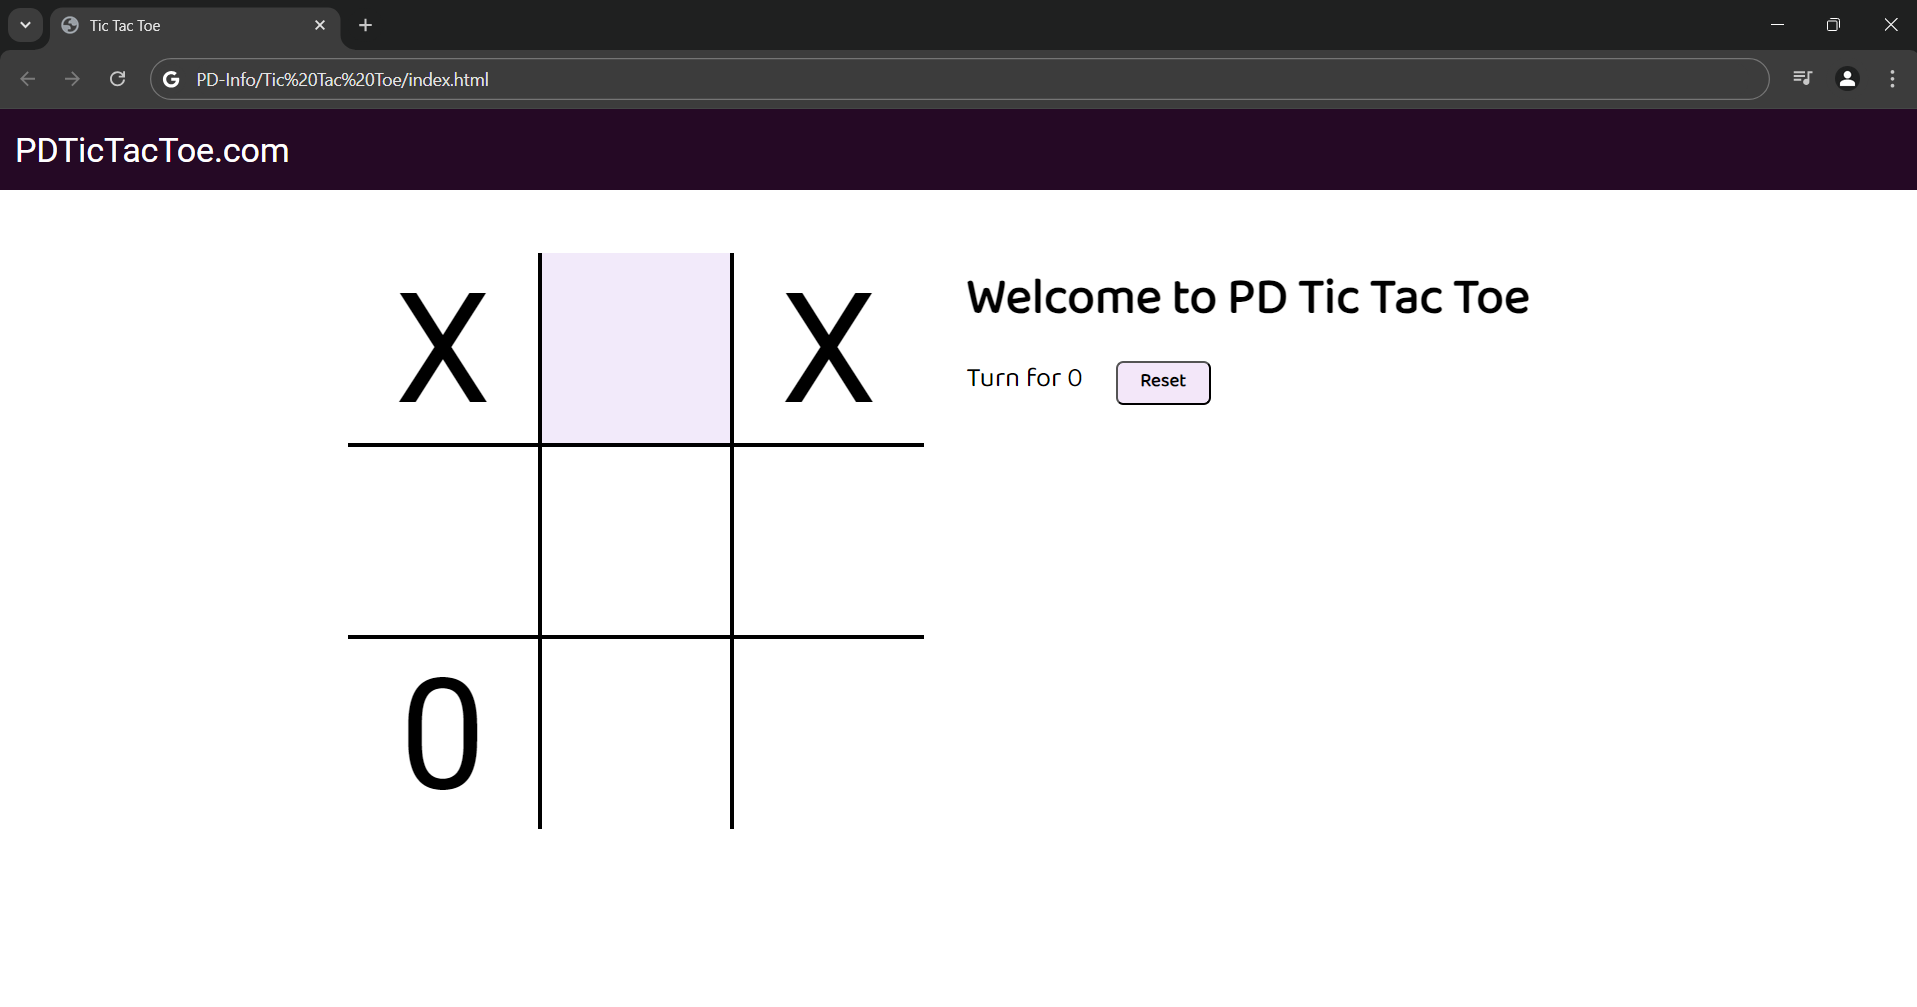 Tic Tac Toe
PD-Info/Tic%20Tac%20Toe/index.html
PDTicTacToe.com
X X
Welcome to PD Tic Tac Toe
Turn for 0
Reset
0